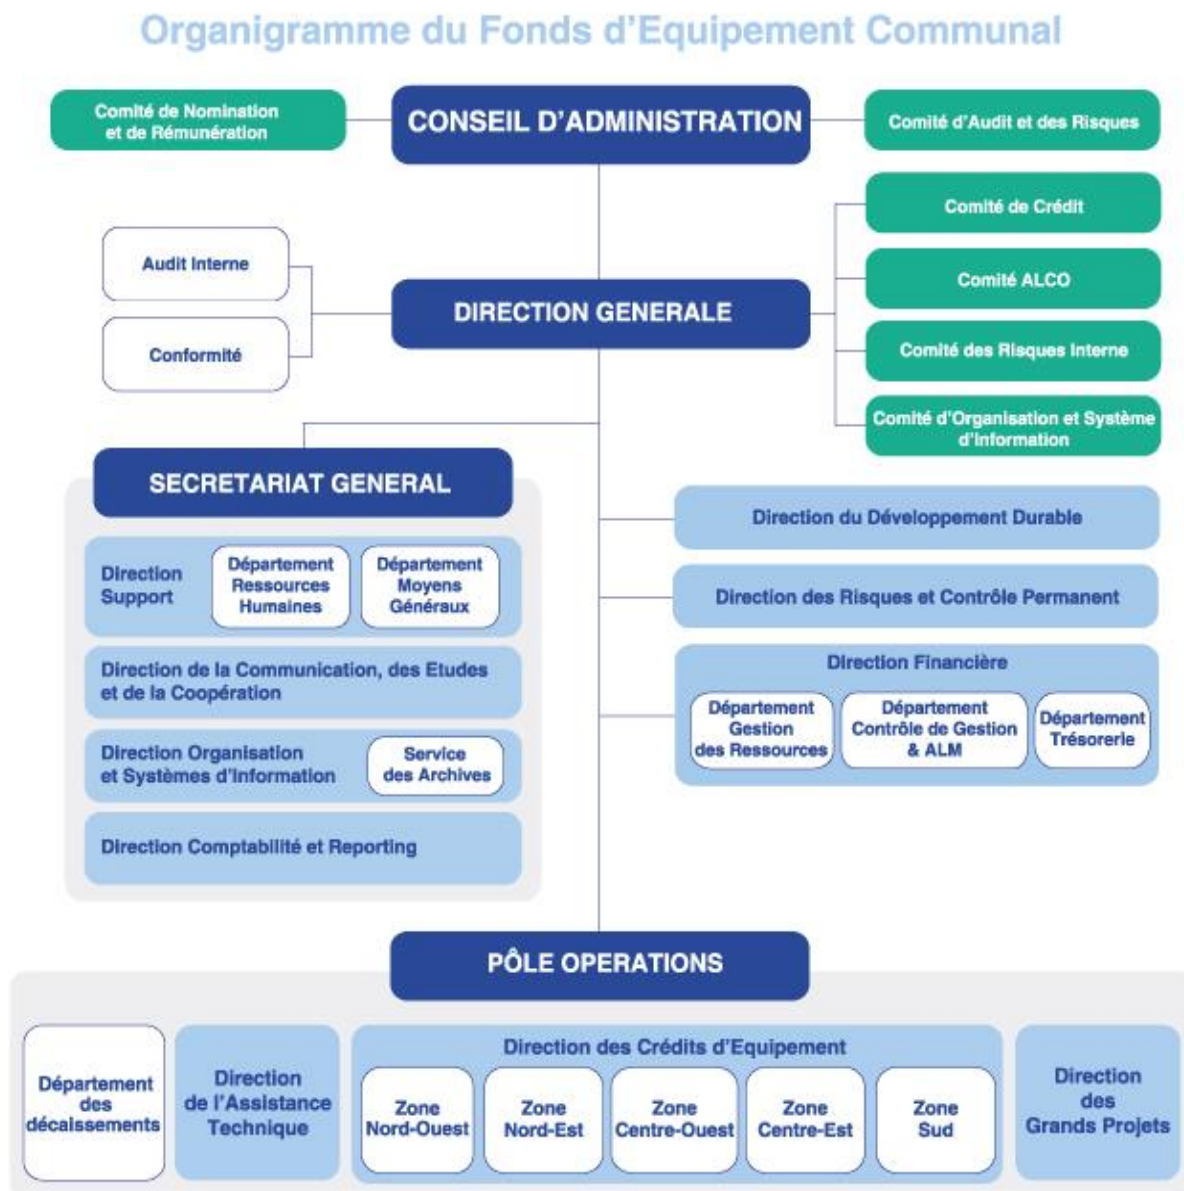 Organigramme du Fonds d'Equipement Communal
Comité de Nomination
et de Rémunération
CONSEIL D'ADMINISTRATION
Comité d'Audit et des Risques
Comité de Crédit
Audit Interne
Comité ALCO
DIRECTION GENERALE
Conformité
Comité des Risques Interne
Comité d'Organisation et Système
d'Information
SECRETARIAT GENERAL
Direction
Support
Département
Ressources
Humaines
Département
Moyens
Généraux
Direction de la Communication, des Etudes
et de la Coopération
Direction Organisation
et Systèmes d'Information
Service
des Archives
Direction Comptabilité et Reporting
Direction du Développement Durable
Direction des Risques et Contrôle Permanent
Direction Financière
Département
Gestion
des Ressources
Département
Contrôle de Gestion
& ALM
Département
Trésorerie
PÔLE OPERATIONS
Département
des
décaissements
Direction
de l'Assistance
Technique
Direction des Crédits d'Equipement
Zone
Nord-Ouest
Zone
Nord-Est
Zone
Centre-Ouest
Zone
Centre-Est
Zone
Sud
Direction
des
Grands Projets